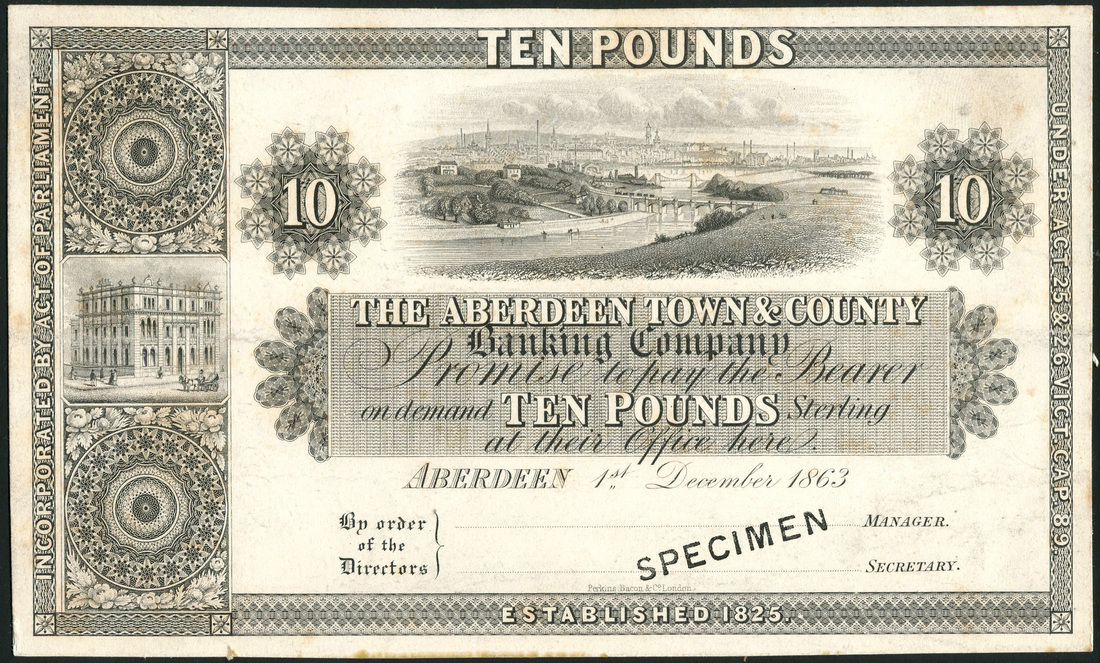 TEN POUNDS
INCORPORATED BY ACT OF PARLIAMENT
UNDER ACT 25 & 26 VICT. CAP. 89
10
10
THE ABERDEEN TOWN & COUNTY
Banking Company
Promise to pay the Bearer
on demand TEN POUNDS Sterling
at their Office here.
ABERDEEN 1st December 1863
By order
of the
Directors
MANAGER.
SECRETARY.
SPECIMEN
Perkins, Bacon & Co. London.
ESTABLISHED 1825.